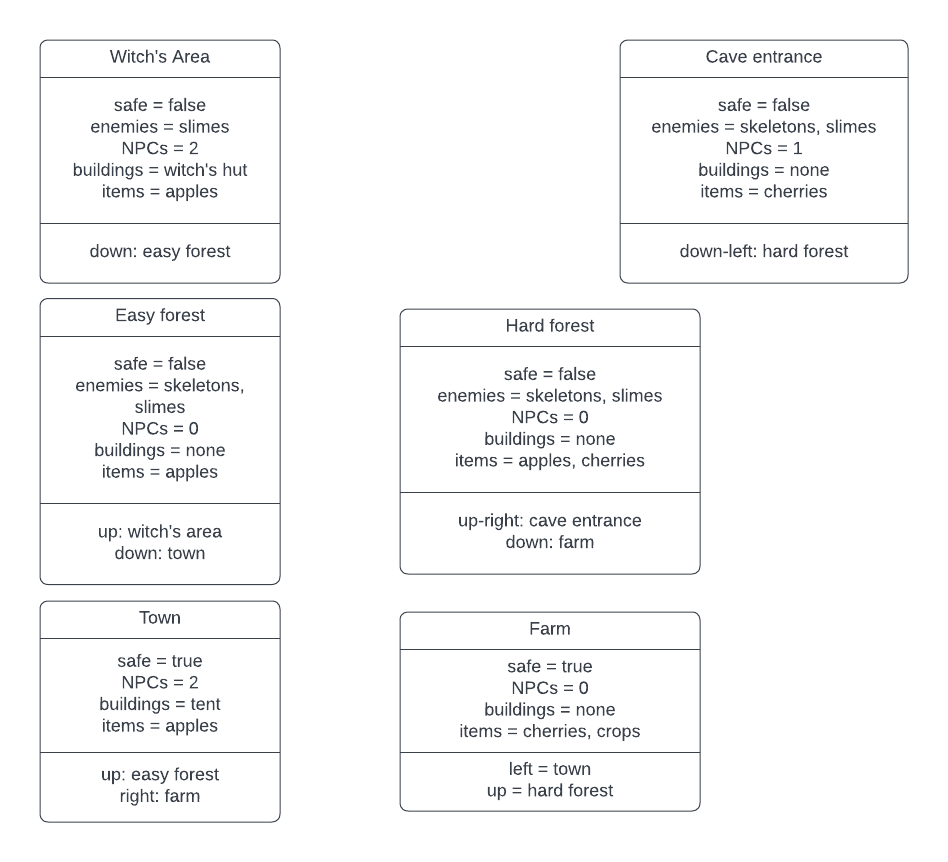 Witch's Area
safe = false
enemies = slimes
NPCs = 2
buildings = witch's hut
items = apples
down: easy forest
Cave entrance
safe = false
enemies = skeletons, slimes
NPCs = 1
buildings = none
items = cherries
down-left: hard forest
Easy forest
safe = false
enemies = skeletons,
slimes
NPCs = 0
buildings = none
items = apples
up: witch's area
down: town
Hard forest
safe = false
enemies = skeletons, slimes
NPCs = 0
buildings = none
items = apples, cherries
up-right: cave entrance
down: farm
Town
safe = true
NPCs = 2
buildings = tent
items = apples
up: easy forest
right: farm
Farm
safe = true
NPCs = 0
buildings = none
items = cherries, crops
left = town
up = hard forest